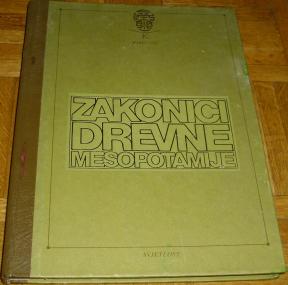 ZAKONICI
DREVNE
MESOPOTAMIJE
SVJETLOST